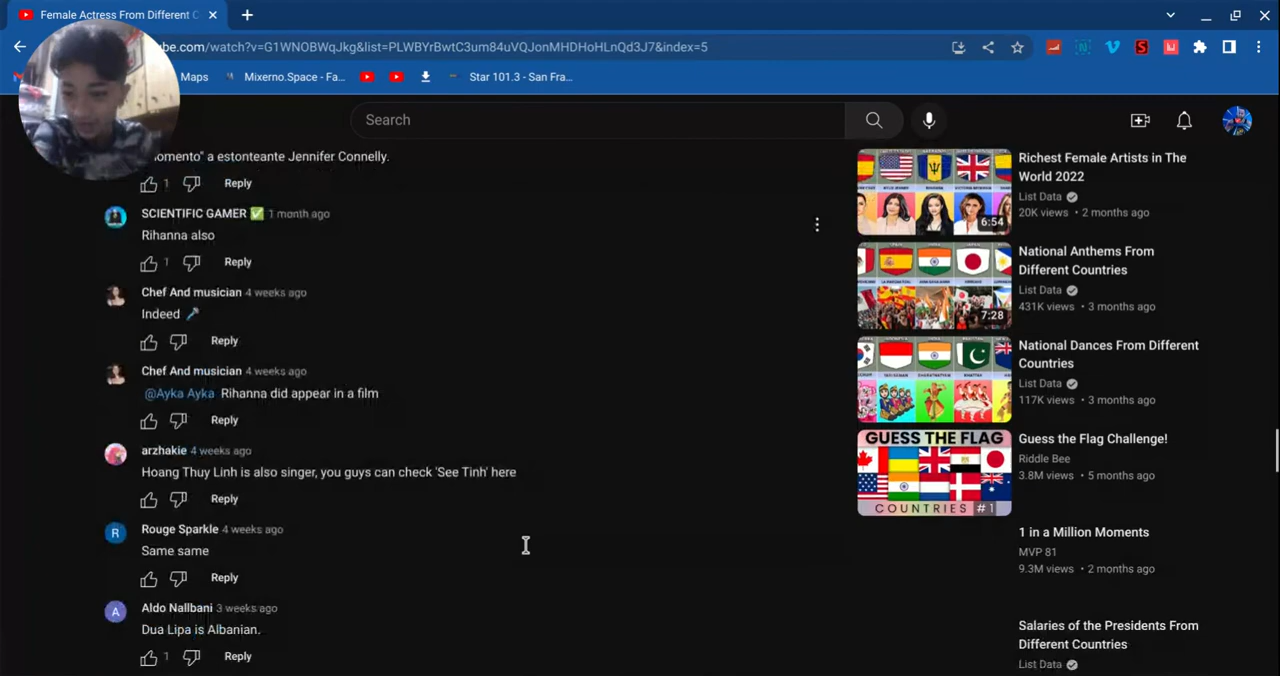 Female Actress From Different C
be.com/watch?v=G1WNOBWqJkg&list=PLWBYrBwtC3um84uVQJonMHDHoHLnQd3J7&index=5
Maps
Mixerno.Space - Fa...
Star 101.3 - San Fra...
Search
omento" a estonteante Jennifer Connelly.
1
Reply
SCIENTIFIC GAMER ✅ 1 month ago
Rihanna also
1
Reply
Chef And musician 4 weeks ago
Indeed 🎤
Reply
Chef And musician 4 weeks ago
@Ayka Ayka Rihanna did appear in a film
Reply
arzhakie 4 weeks ago
Hoang Thuy Linh is also singer, you guys can check 'See Tinh' here
Reply
Rouge Sparkle 4 weeks ago
Same same
Reply
Aldo Nallbani 3 weeks ago
Dua Lipa is Albanian.
1
Reply
6:54
Richest Female Artists in The
World 2022
List Data
20K views • 2 months ago
7:28
National Anthems From
Different Countries
List Data
431K views • 3 months ago
National Dances From Different
Countries
List Data
117K views • 3 months ago
GUESS THE FLAG
COUNTRIES #1
Guess the Flag Challenge!
Riddle Bee
3.8M views • 5 months ago
1 in a Million Moments
MVP 81
9.3M views • 2 months ago
Salaries of the Presidents From
Different Countries
List Data